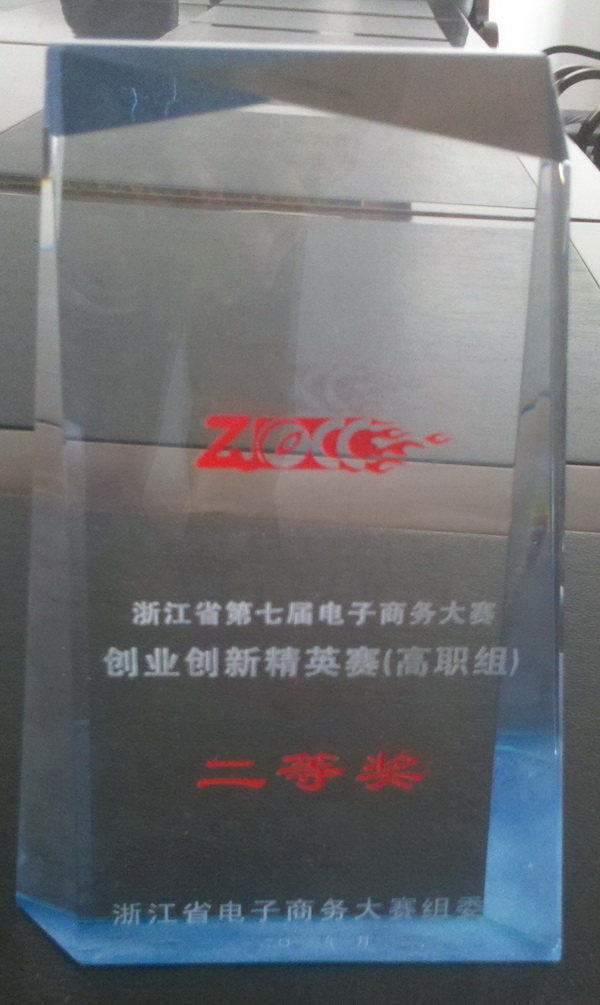 浙江省第七届电子商务大赛
创业创新精英赛(高职组)
二等奖
浙江省电子商务大赛组委